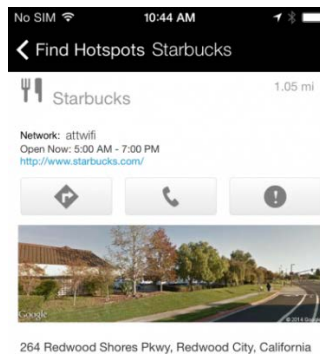 No SIM 10:44 AM
Find Hotspots Starbucks
Starbucks 1.05 mi
Network: attwifi
Open Now: 5:00 AM - 7:00 PM
http://www.starbucks.com/
Google © 2014 Google
264 Redwood Shores Pkwy, Redwood City, California